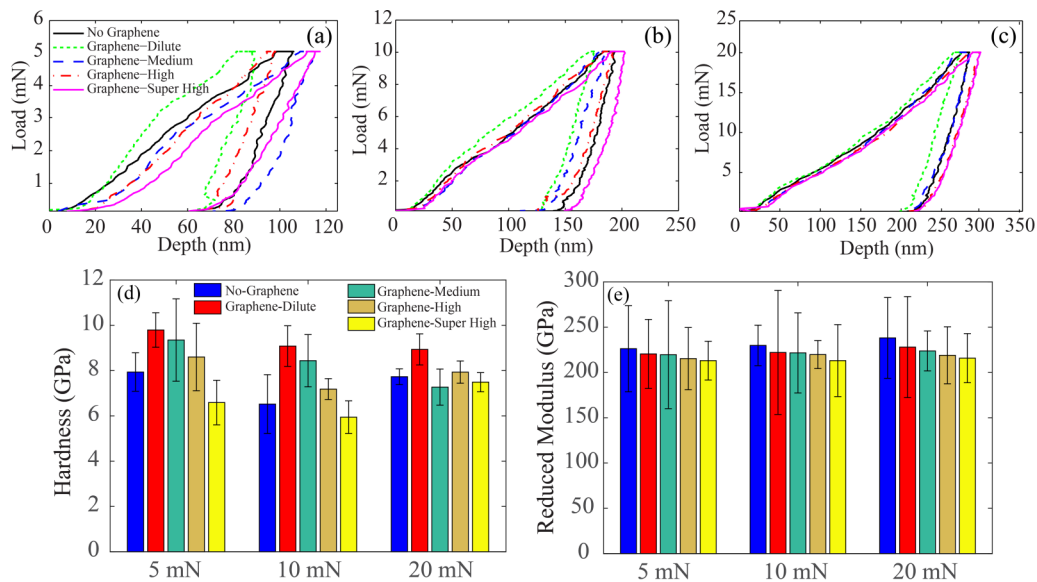 (a)
No Graphene
Graphene−Dilute
Graphene−Medium
Graphene−High
Graphene−Super High
Load (mN)
6
5
4
3
2
1
0 20 40 60 80 100 120
Depth (nm)
(b)
Load (mN)
12
10
8
6
4
2
0 50 100 150 200 250
Depth (nm)
(c)
Load (mN)
25
20
15
10
5
0 50 100 150 200 250 300 350
Depth (nm)
(d)
No-Graphene
Graphene-Dilute
Graphene-Medium
Graphene-High
Graphene-Super High
Hardness (GPa)
12
10
8
6
4
2
0
5 mN 10 mN 20 mN
(e)
Reduced Modulus (GPa)
300
250
200
150
100
50
0
5 mN 10 mN 20 mN